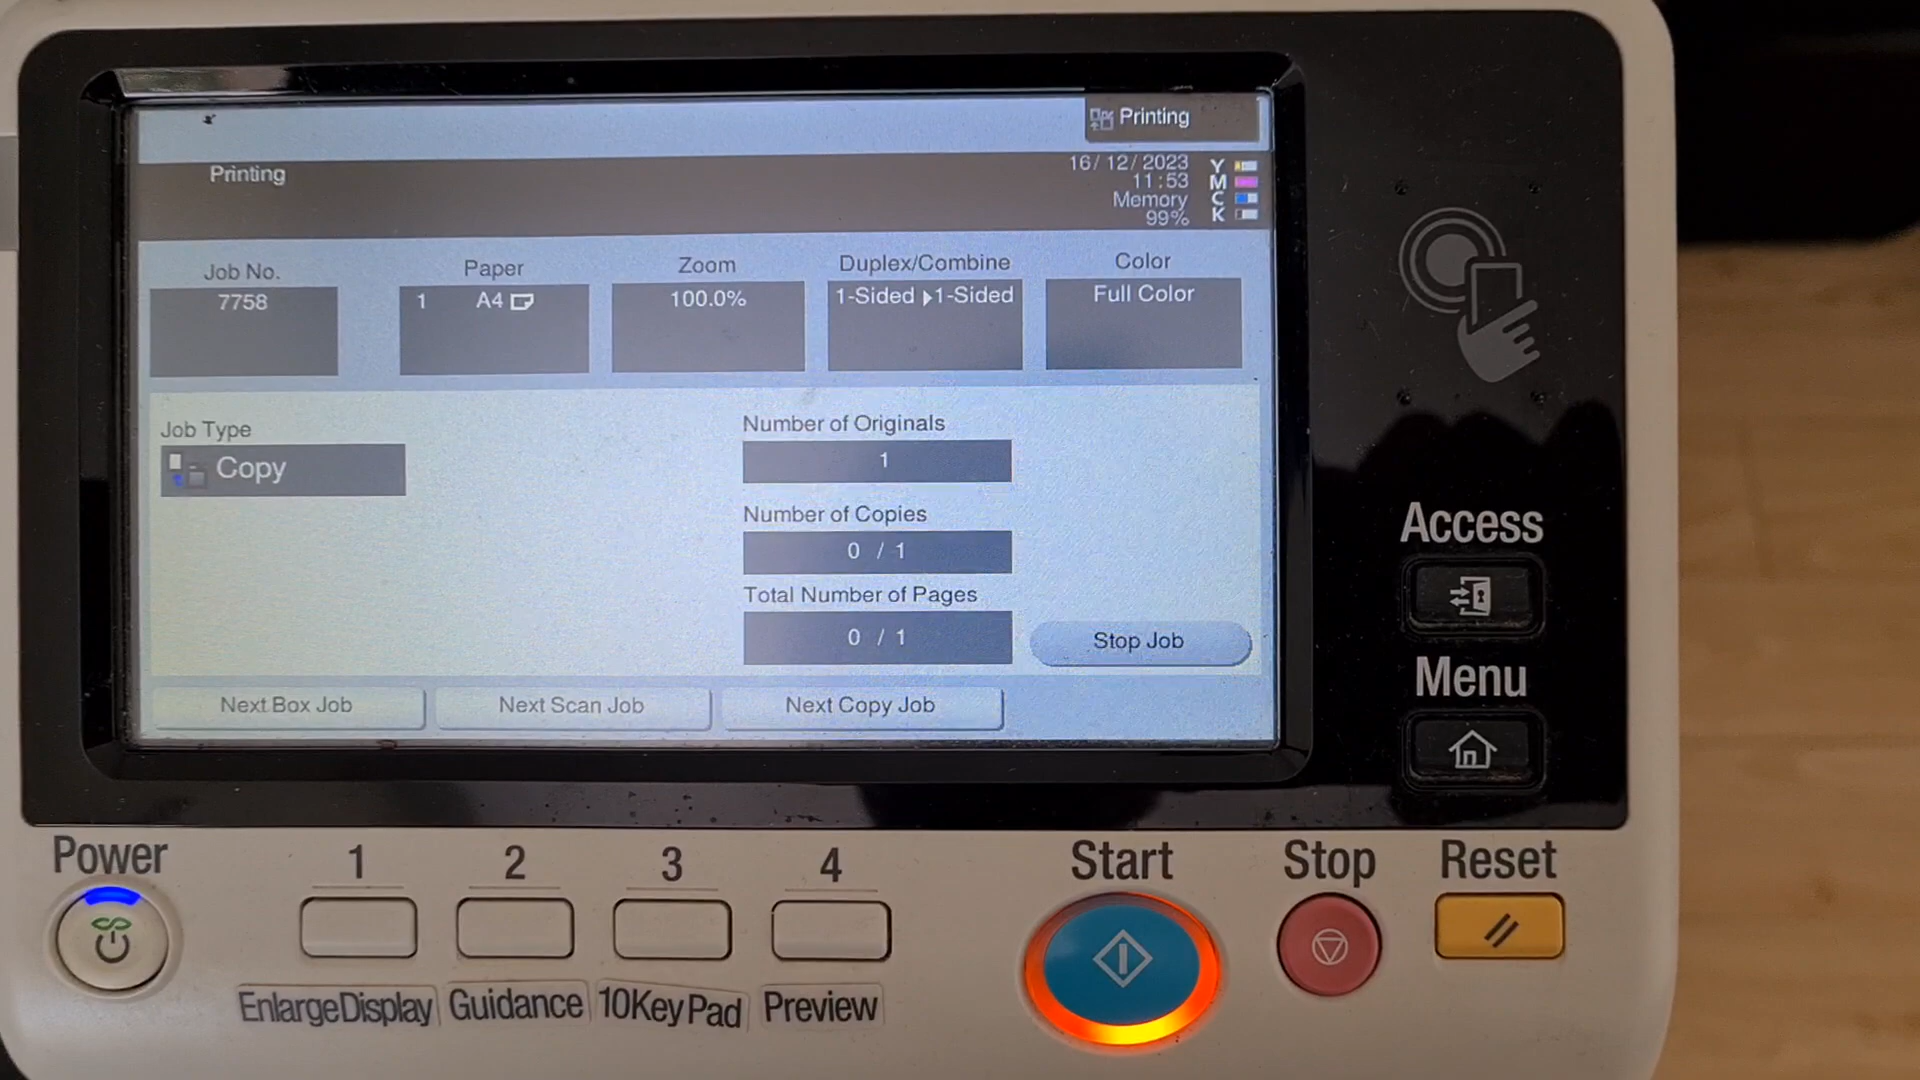 Printing
Printing
16/12/2023
11:53
Memory
99%
Y
M
C
K
Job No.
7758
Paper
1 A4
Zoom
100.0%
Duplex/Combine
1-Sided ▶1-Sided
Color
Full Color
Job Type
Copy
Number of Originals
1
Number of Copies
0 / 1
Total Number of Pages
0 / 1
Stop Job
Next Box Job
Next Scan Job
Next Copy Job
Access
Menu
Power
1
2
3
4
Start
Stop
Reset
EnlargeDisplay
Guidance
10KeyPad
Preview